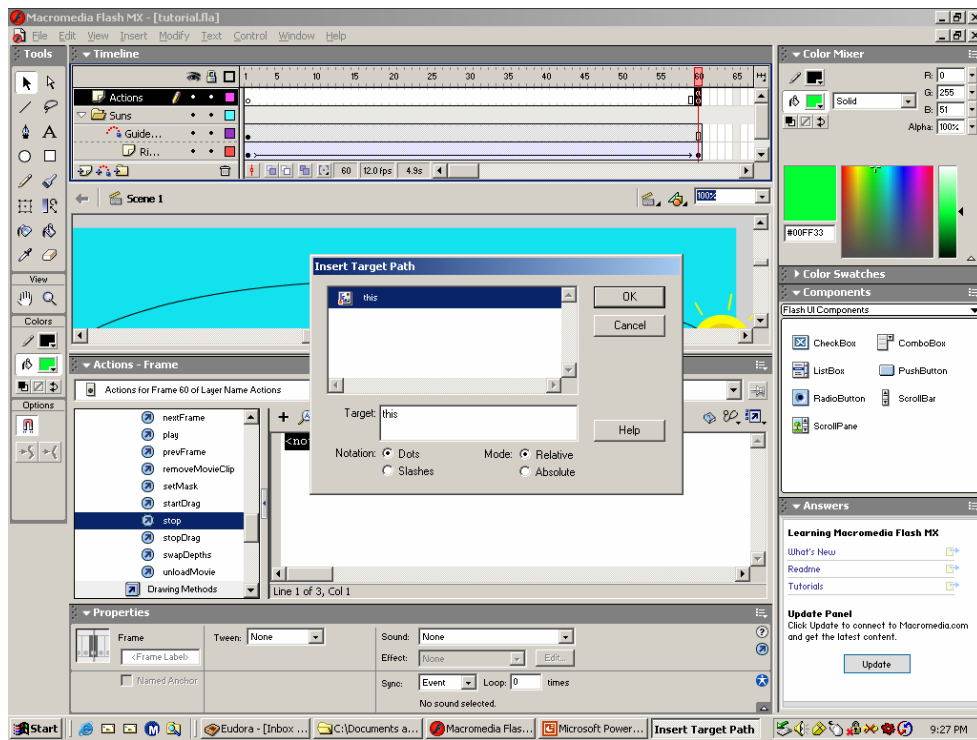 Macromedia Flash MX - [tutorial.fla]
File Edit View Insert Modify Text Control Window Help
Tools
Timeline
1 5 10 15 20 25 30 35 40 45 50 55 60 65
Actions
Suns
Guide...
Ri...
60 12.0 fps 4.9s
Scene 1
100%
View
Colors
Options
Insert Target Path
this
OK
Cancel
Target: this
Help
Notation: Dots
Slashes
Mode: Relative
Absolute
Actions - Frame
Actions for Frame 60 of Layer Name Actions
nextFrame
play
prevFrame
removeMovieClip
setMask
startDrag
stop
stopDrag
swapDepths
unloadMovie
Drawing Methods
<no
Line 1 of 3, Col 1
Properties
Frame
<Frame Label>
Named Anchor
Tween: None
Sound: None
Effect: None Edit...
Sync: Event Loop: 0 times
No sound selected.
Color Mixer
Solid
R: 0
G: 255
B: 51
Alpha: 100%
#00FF33
Color Swatches
Components
Flash UI Components
CheckBox ComboBox
ListBox PushButton
RadioButton ScrollBar
ScrollPane
Answers
Learning Macromedia Flash MX
What's New
Readme
Tutorials
Update Panel
Click Update to connect to Macromedia.com
and get the latest content.
Update
Start Eudora - [Inbox ... C:\Documents a... Macromedia Flas... Microsoft Power... Insert Target Path 9:27 PM